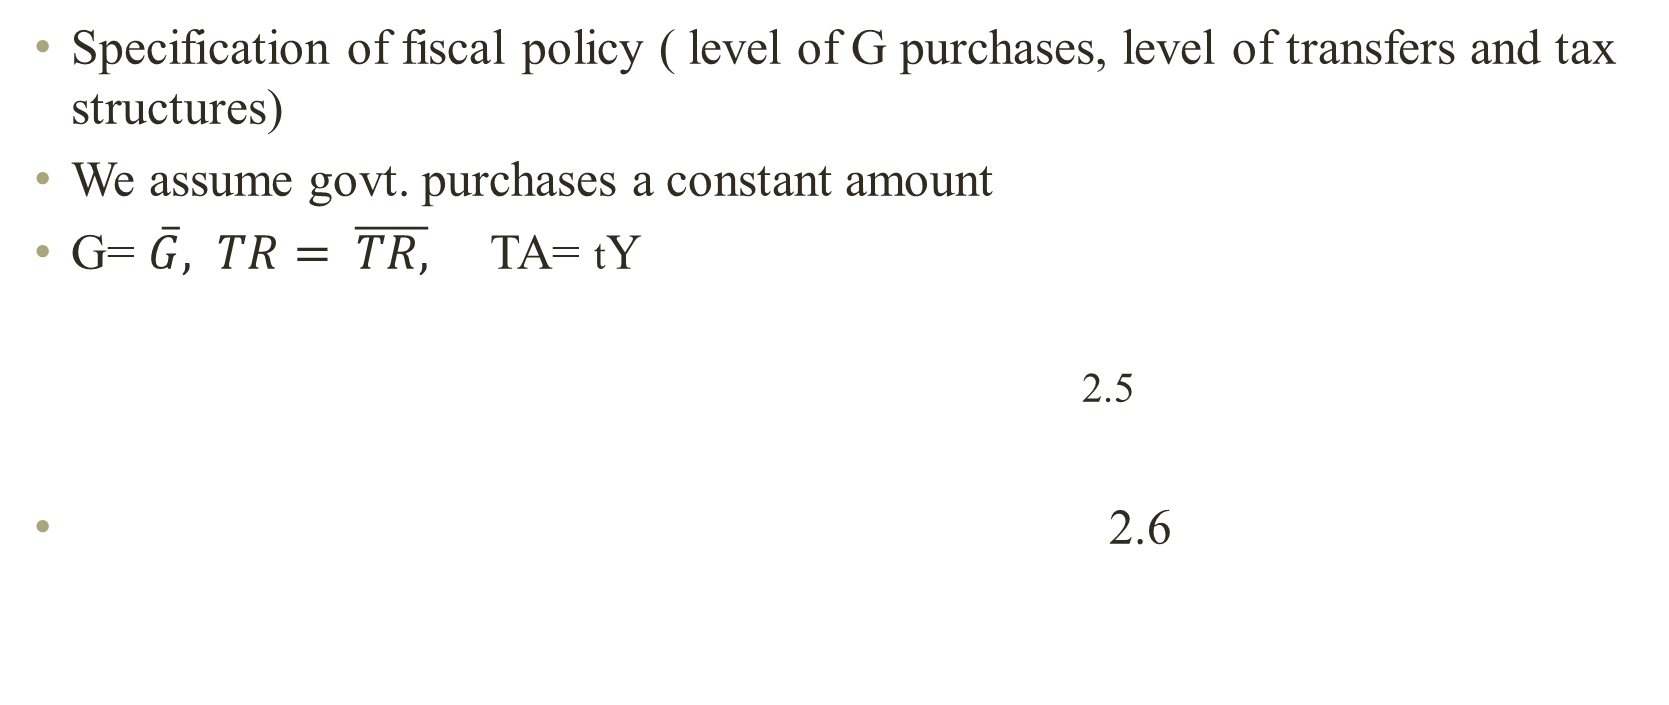 • Specification of fiscal policy ( level of G purchases, level of transfers and tax
structures)
• We assume govt. purchases a constant amount
• G= G̅, TR = T̅R̅, TA= tY
2.5
• 2.6